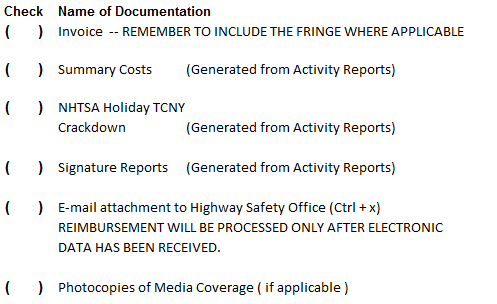 Check Name of Documentation
( ) Invoice -- REMEMBER TO INCLUDE THE FRINGE WHERE APPLICABLE
( ) Summary Costs (Generated from Activity Reports)
( ) NHTSA Holiday TCNY
Crackdown (Generated from Activity Reports)
( ) Signature Reports (Generated from Activity Reports)
( ) E-mail attachment to Highway Safety Office (Ctrl + x)
REIMBURSEMENT WILL BE PROCESSED ONLY AFTER ELECTRONIC
DATA HAS BEEN RECEIVED.
( ) Photocopies of Media Coverage ( if applicable )